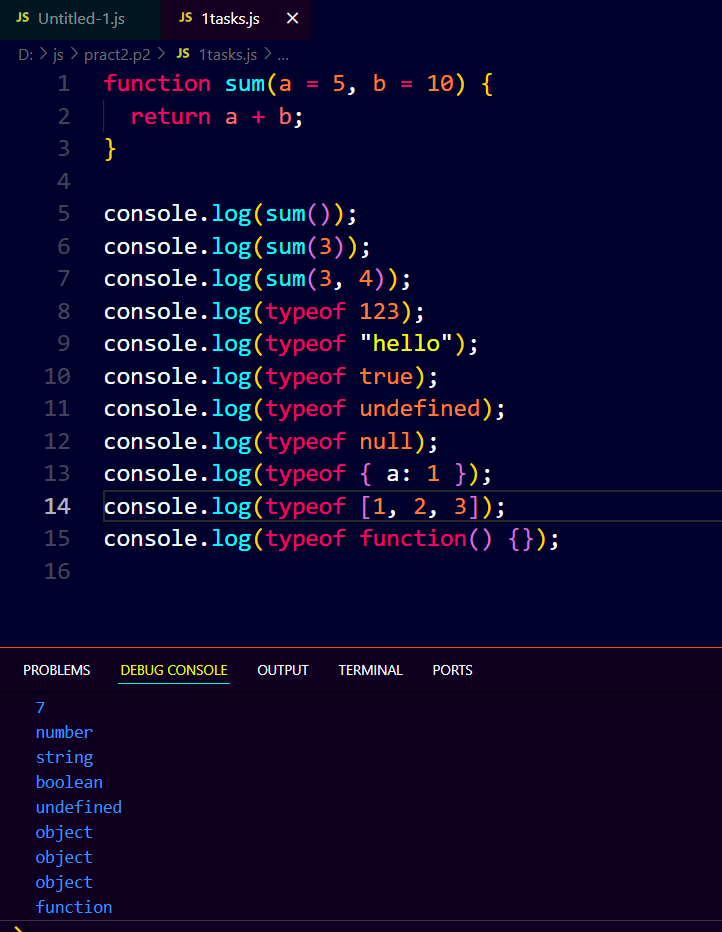 JS Untitled-1.js JS 1tasks.js ×
D: > js > pract2.p2 > JS 1tasks.js > ...
1 function sum(a = 5, b = 10) {
2 return a + b;
3 }
4
5 console.log(sum());
6 console.log(sum(3));
7 console.log(sum(3, 4));
8 console.log(typeof 123);
9 console.log(typeof "hello");
10 console.log(typeof true);
11 console.log(typeof undefined);
12 console.log(typeof null);
13 console.log(typeof { a: 1 });
14 console.log(typeof [1, 2, 3]);
15 console.log(typeof function() {});
16
PROBLEMS DEBUG CONSOLE OUTPUT TERMINAL PORTS
7
number
string
boolean
undefined
object
object
object
function